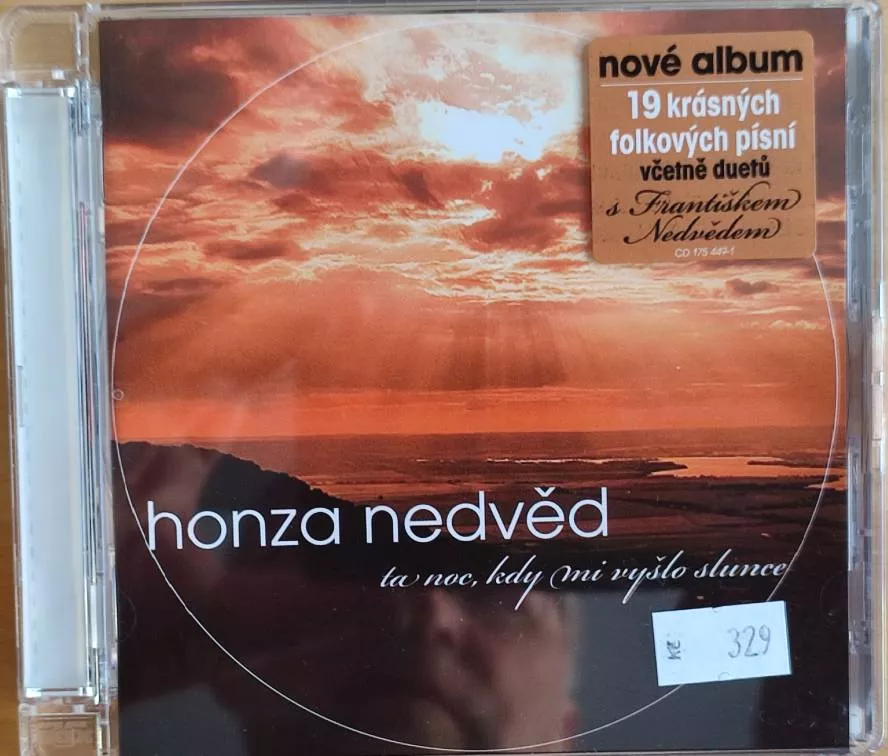 nové album
19 krásných
folkových písní
včetně duetů
s Františkem
Nedvědem
CD 175 449-1
honza nedvěd
ta noc, kdy mi vyšlo slunce
Kč 329